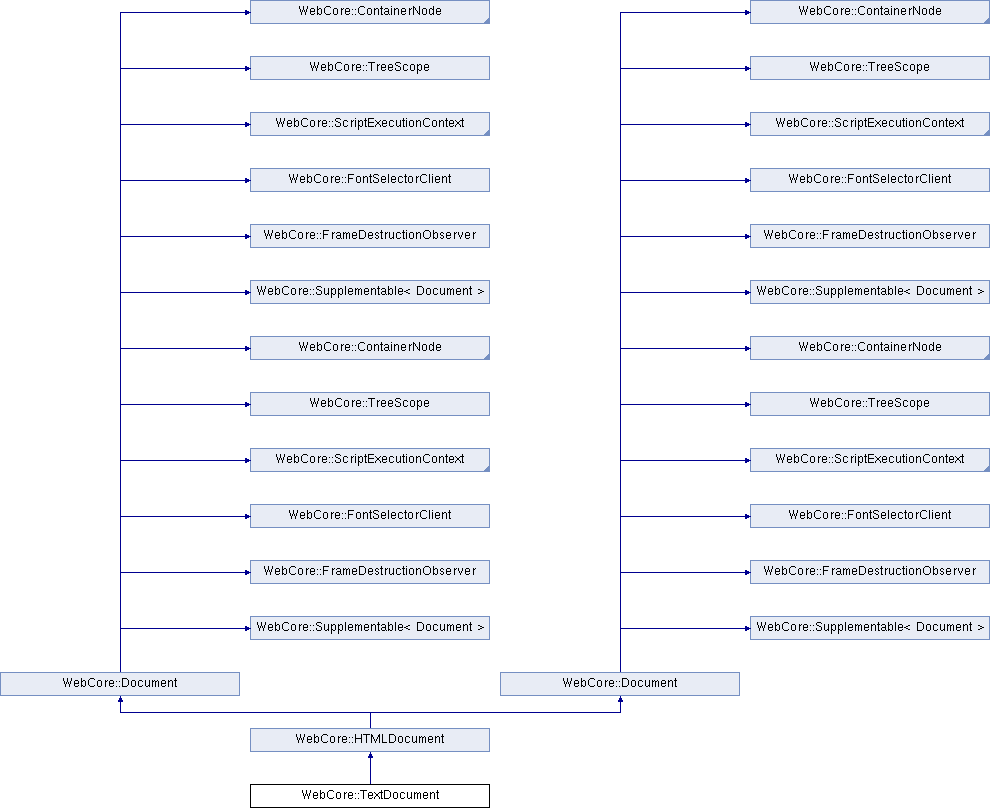 WebCore::ContainerNode
WebCore::ContainerNode
WebCore::TreeScope
WebCore::TreeScope
WebCore::ScriptExecutionContext
WebCore::ScriptExecutionContext
WebCore::FontSelectorClient
WebCore::FontSelectorClient
WebCore::FrameDestructionObserver
WebCore::FrameDestructionObserver
WebCore::Supplementable< Document >
WebCore::Supplementable< Document >
WebCore::ContainerNode
WebCore::ContainerNode
WebCore::TreeScope
WebCore::TreeScope
WebCore::ScriptExecutionContext
WebCore::ScriptExecutionContext
WebCore::FontSelectorClient
WebCore::FontSelectorClient
WebCore::FrameDestructionObserver
WebCore::FrameDestructionObserver
WebCore::Supplementable< Document >
WebCore::Supplementable< Document >
WebCore::Document
WebCore::Document
WebCore::HTMLDocument
WebCore::TextDocument